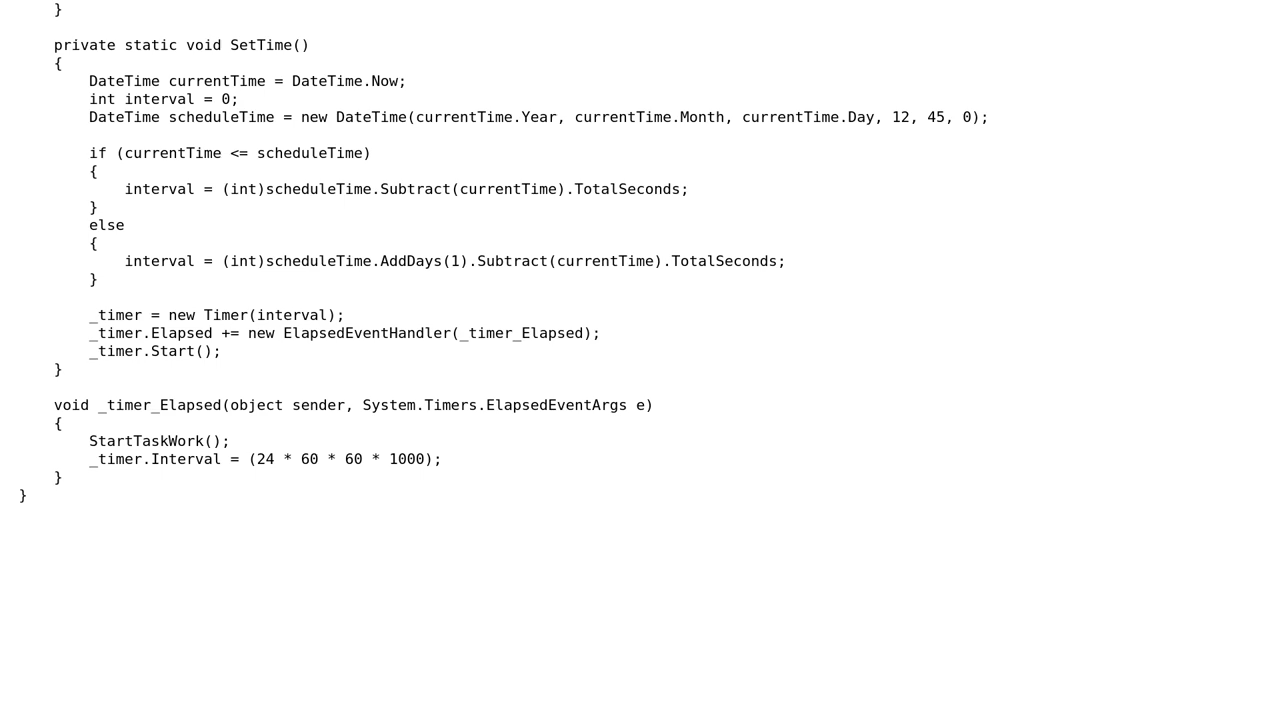 }

    private static void SetTime()
    {
        DateTime currentTime = DateTime.Now;
        int interval = 0;
        DateTime scheduleTime = new DateTime(currentTime.Year, currentTime.Month, currentTime.Day, 12, 45, 0);

        if (currentTime <= scheduleTime)
        {
            interval = (int)scheduleTime.Subtract(currentTime).TotalSeconds;
        }
        else
        {
            interval = (int)scheduleTime.AddDays(1).Subtract(currentTime).TotalSeconds;
        }

        _timer = new Timer(interval);
        _timer.Elapsed += new ElapsedEventHandler(_timer_Elapsed);
        _timer.Start();
    }

    void _timer_Elapsed(object sender, System.Timers.ElapsedEventArgs e)
    {
        StartTaskWork();
        _timer.Interval = (24 * 60 * 60 * 1000);
    }
}